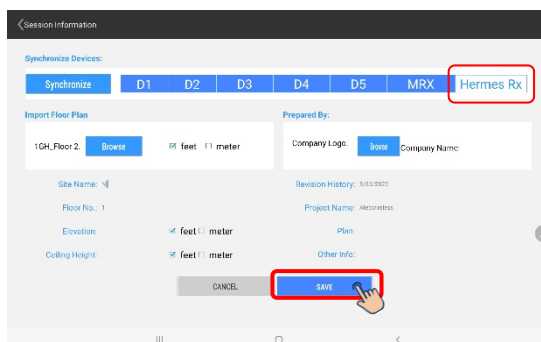 Session Information
Synchronize Devices:
Synchronize D1 D2 D3 D4 D5 MRX Hermes Rx
Import Floor Plan Prepared By:
1GH_Floor 2. Browse feet meter Company Logo. Browse Company Name:
Site Name: Revision History: 2022
Floor No.: 1 Project Name:
Elevation: feet meter Plan:
Ceiling Height: feet meter Other Info:
CANCEL SAVE